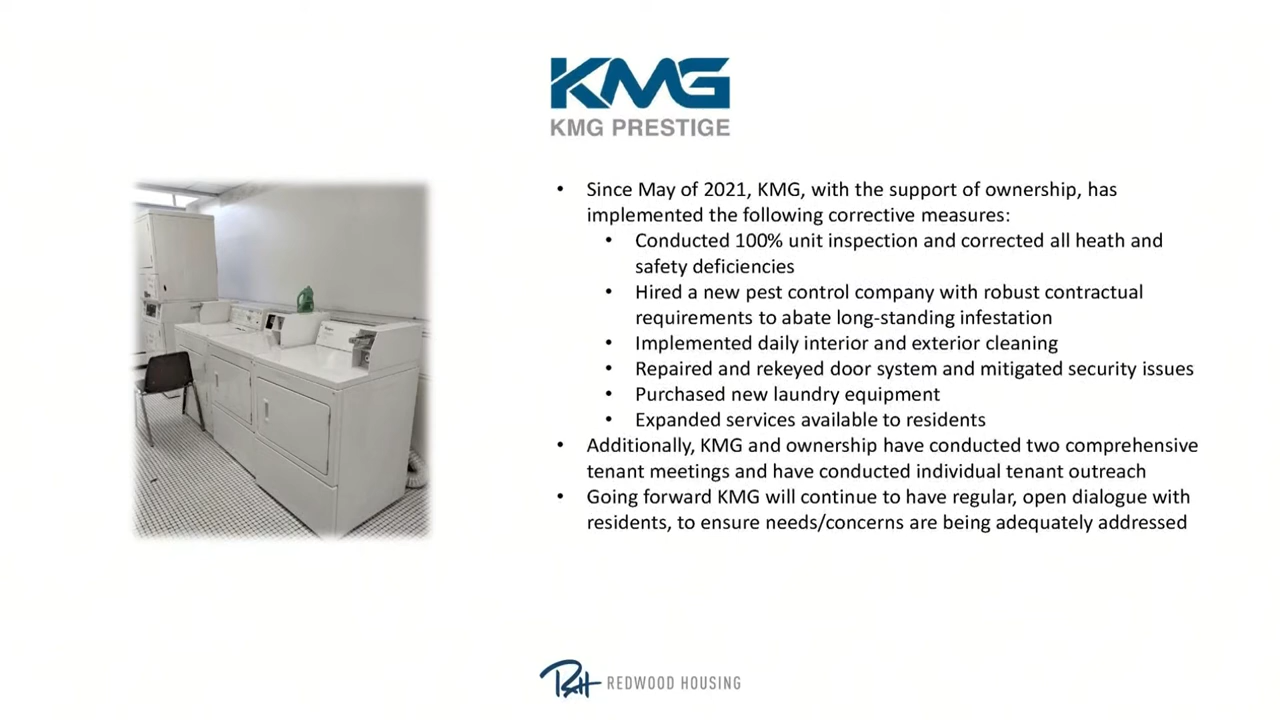 KMG
KMG PRESTIGE
• Since May of 2021, KMG, with the support of ownership, has
implemented the following corrective measures:
• Conducted 100% unit inspection and corrected all heath and
safety deficiencies
• Hired a new pest control company with robust contractual
requirements to abate long-standing infestation
• Implemented daily interior and exterior cleaning
• Repaired and rekeyed door system and mitigated security issues
• Purchased new laundry equipment
• Expanded services available to residents
• Additionally, KMG and ownership have conducted two comprehensive
tenant meetings and have conducted individual tenant outreach
• Going forward KMG will continue to have regular, open dialogue with
residents, to ensure needs/concerns are being adequately addressed
RH REDWOOD HOUSING